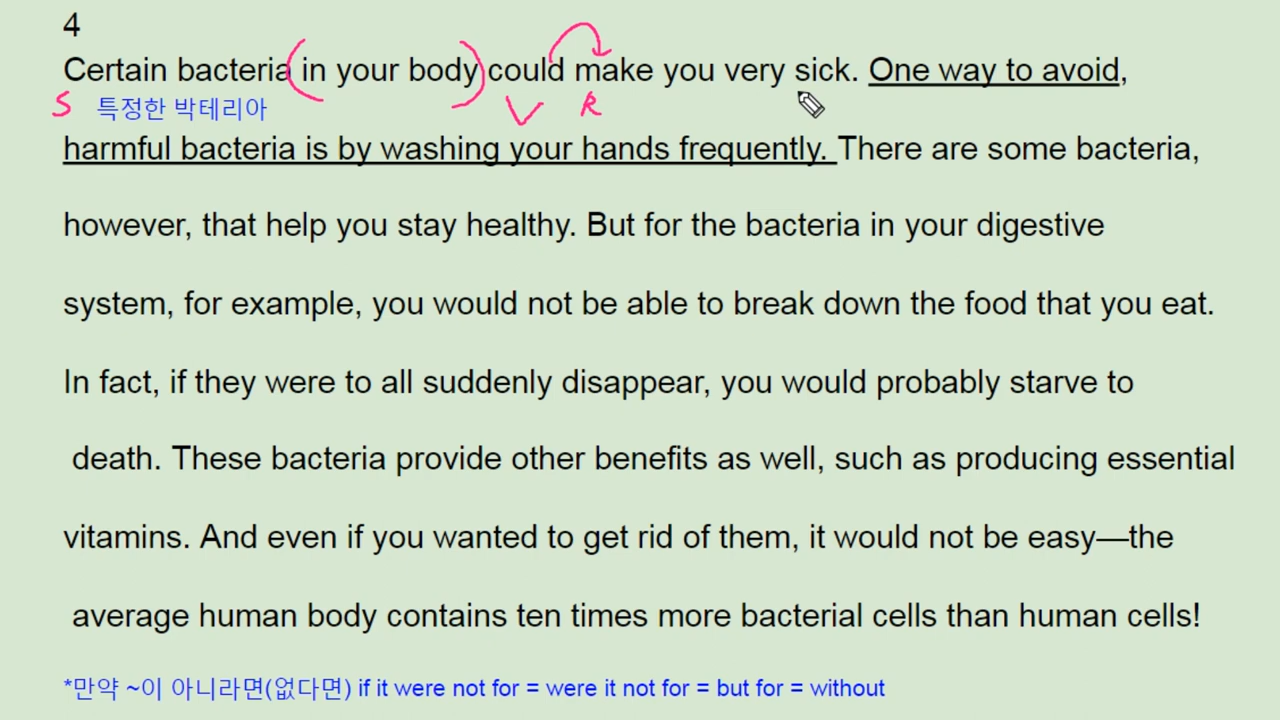 4
Certain bacteria in your body could make you very sick. One way to avoid,
S 특정한 박테리아 V R
harmful bacteria is by washing your hands frequently. There are some bacteria,
however, that help you stay healthy. But for the bacteria in your digestive
system, for example, you would not be able to break down the food that you eat.
In fact, if they were to all suddenly disappear, you would probably starve to
death. These bacteria provide other benefits as well, such as producing essential
vitamins. And even if you wanted to get rid of them, it would not be easy—the
average human body contains ten times more bacterial cells than human cells!
*만약 ~이 아니라면(없다면) if it were not for = were it not for = but for = without